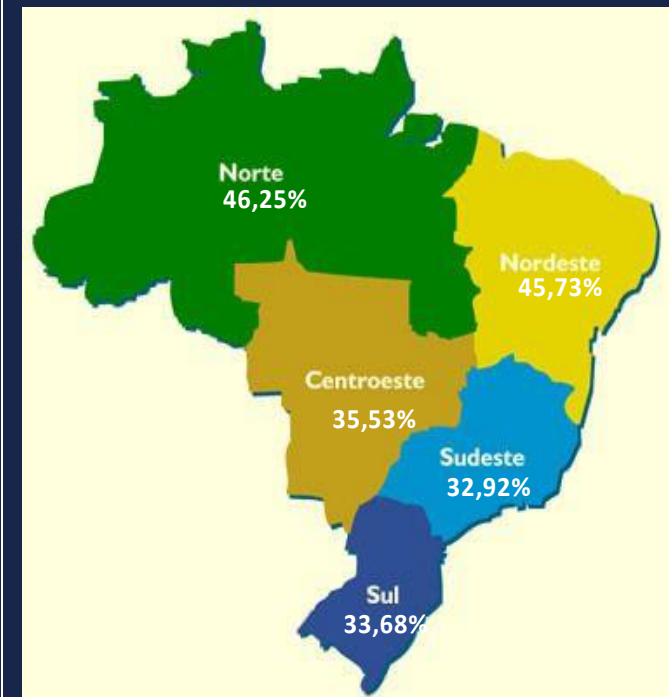 Norte
46,25%
Nordeste
45,73%
Centroeste
35,53%
Sudeste
32,92%
Sul
33,68%